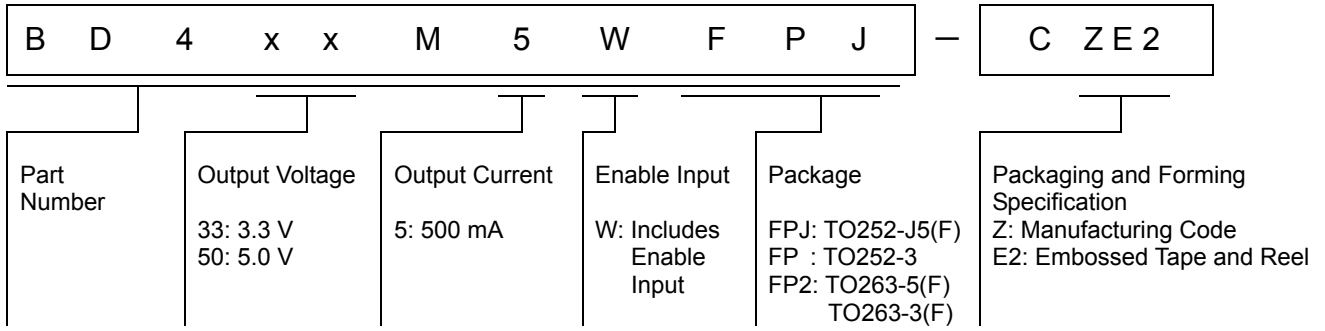 B D 4 x x M 5 W F P J – C Z E 2
Part
Number
Output Voltage
33: 3.3 V
50: 5.0 V
Output Current
5: 500 mA
Enable Input
W: Includes
Enable
Input
Package
FPJ: TO252-J5(F)
FP : TO252-3
FP2: TO263-5(F)
TO263-3(F)
Packaging and Forming
Specification
Z: Manufacturing Code
E2: Embossed Tape and Reel